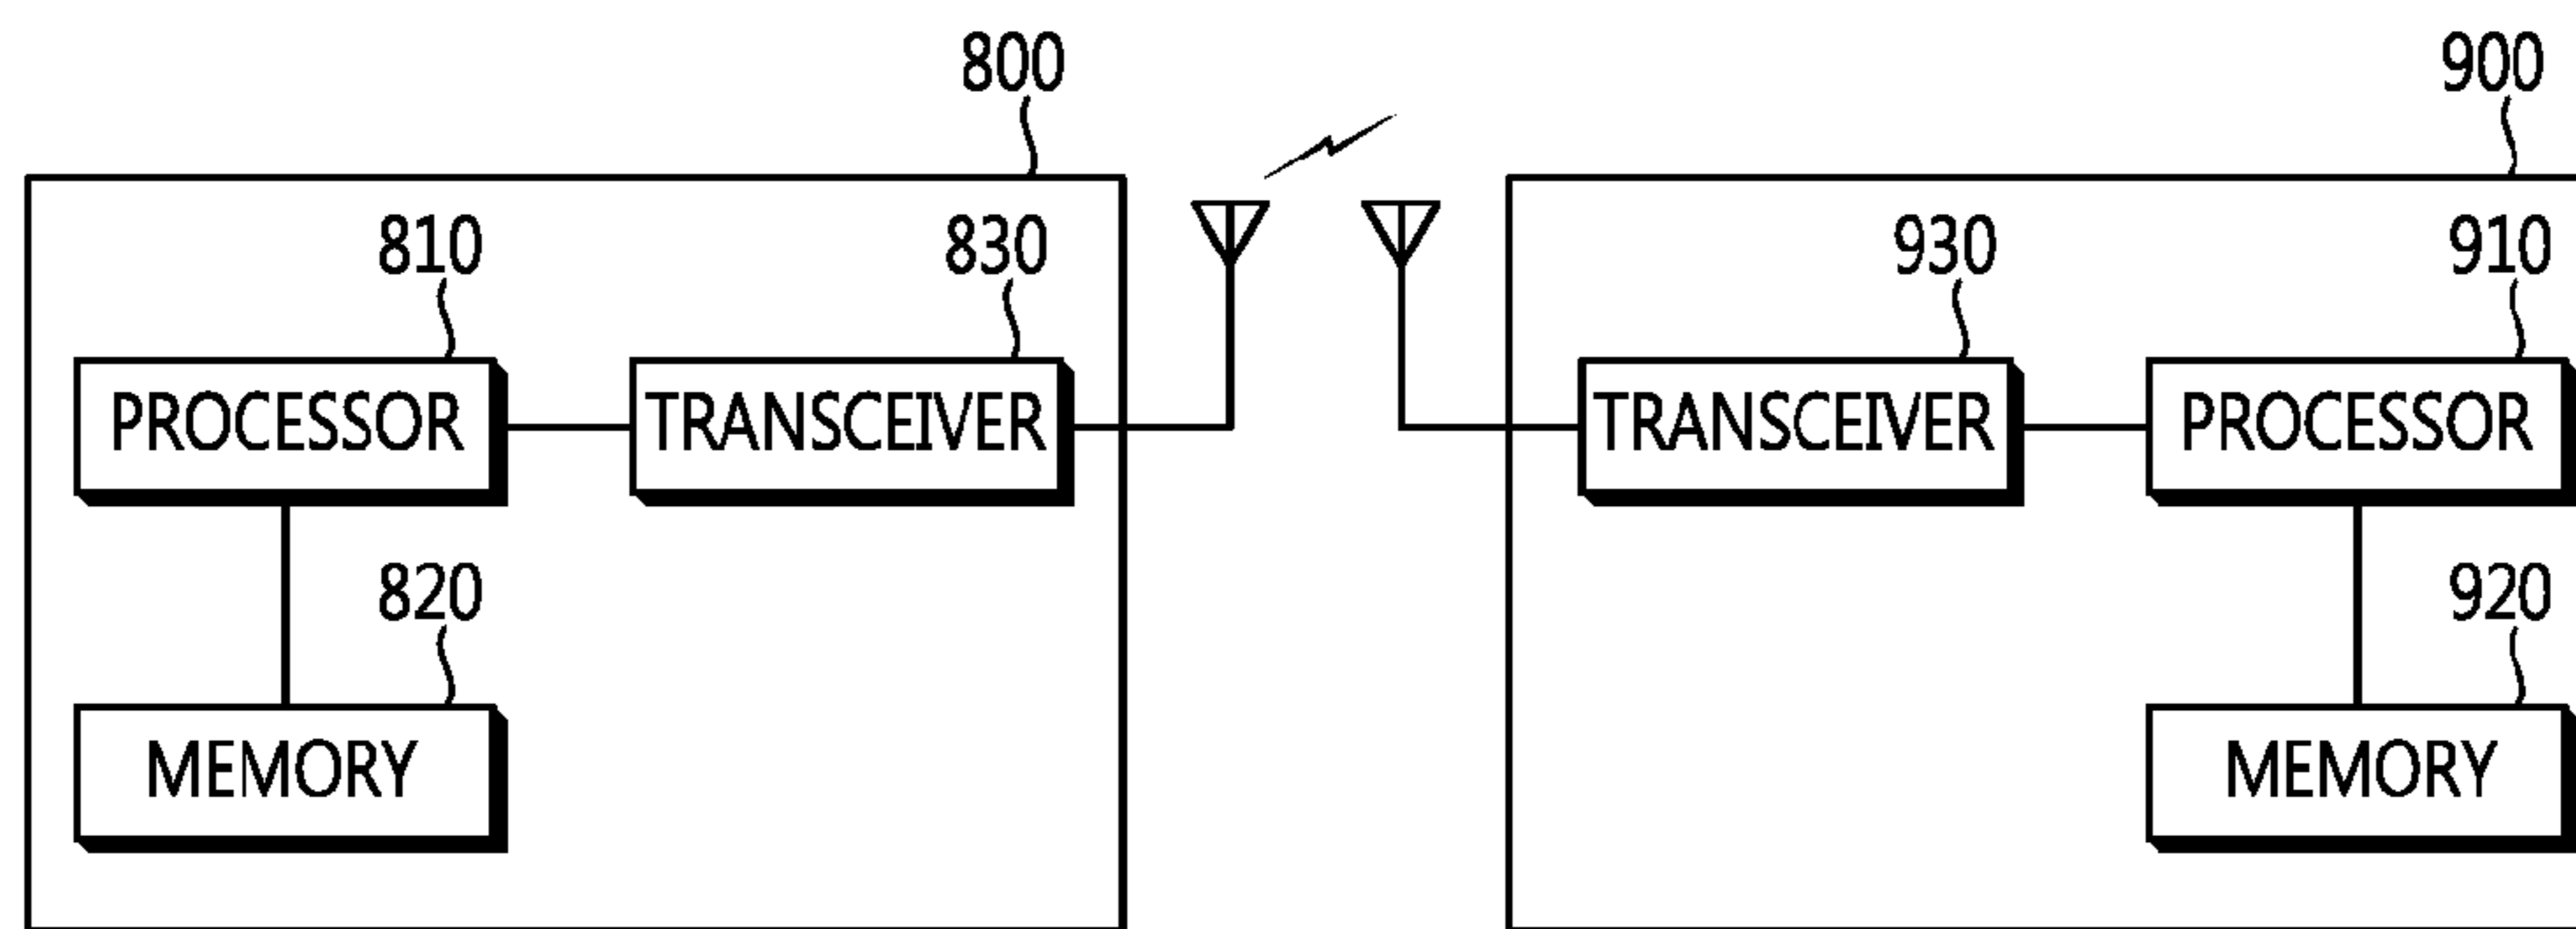 800 900
810 830 930 910
PROCESSOR TRANSCEIVER TRANSCEIVER PROCESSOR
820 920
MEMORY MEMORY